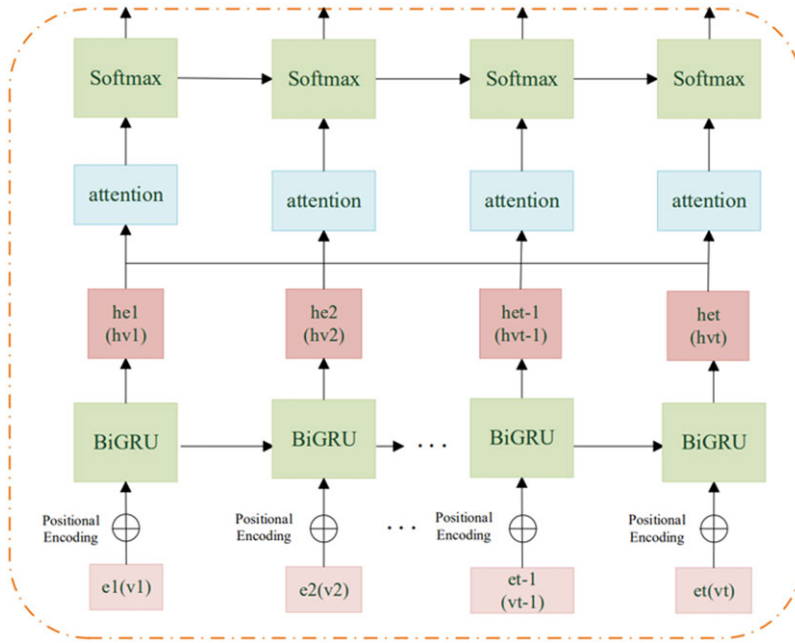 Softmax
Softmax
Softmax
Softmax
attention
attention
attention
attention
he1
(hv1)
he2
(hv2)
het-1
(hvt-1)
het
(hvt)
BiGRU
BiGRU
...
BiGRU
BiGRU
Positional
Encoding
Positional
Encoding
...
Positional
Encoding
Positional
Encoding
e1(v1)
e2(v2)
et-1
(vt-1)
et(vt)